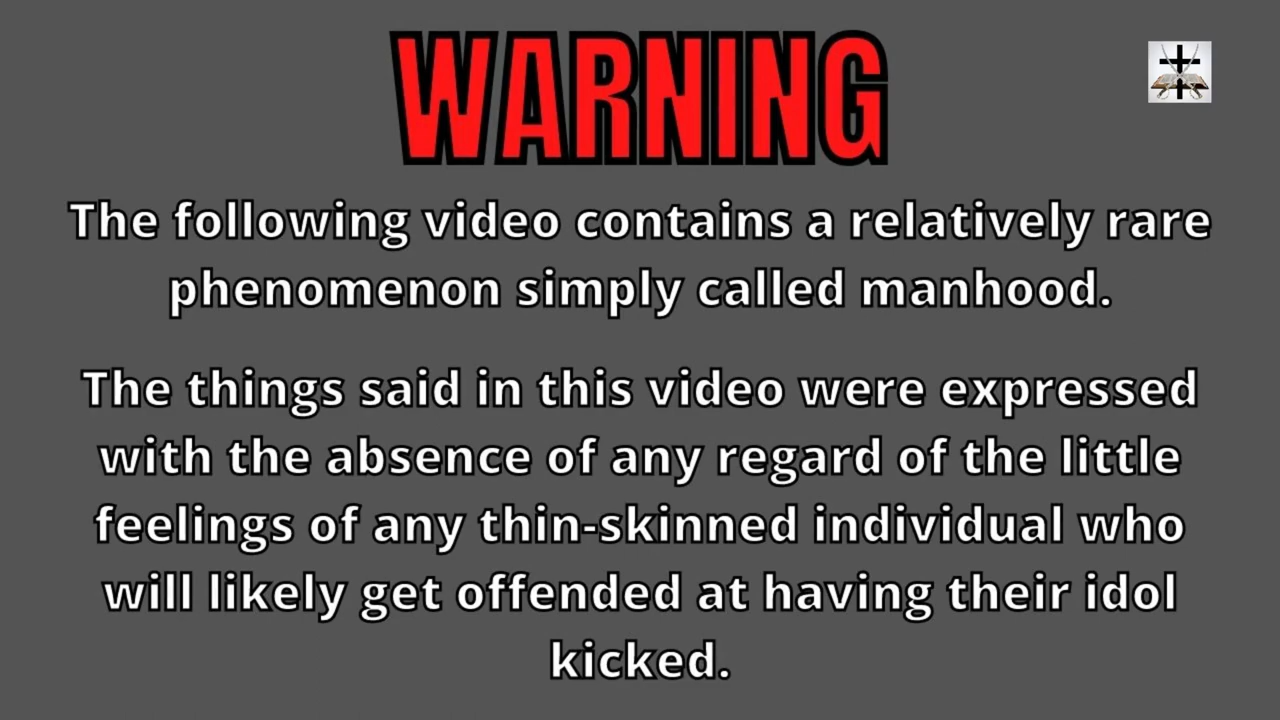 WARNING
The following video contains a relatively rare
phenomenon simply called manhood.
The things said in this video were expressed
with the absence of any regard of the little
feelings of any thin-skinned individual who
will likely get offended at having their idol
kicked.